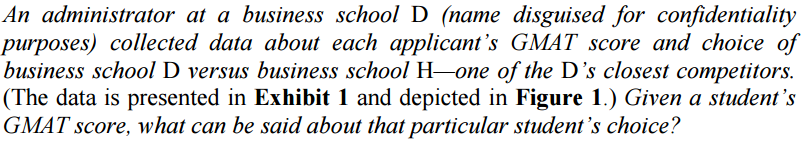 An administrator at a business school D (name disguised for confidentiality
purposes) collected data about each applicant's GMAT score and choice of
business school D versus business school H—one of the D's closest competitors.
(The data is presented in Exhibit 1 and depicted in Figure 1.) Given a student's
GMAT score, what can be said about that particular student's choice?